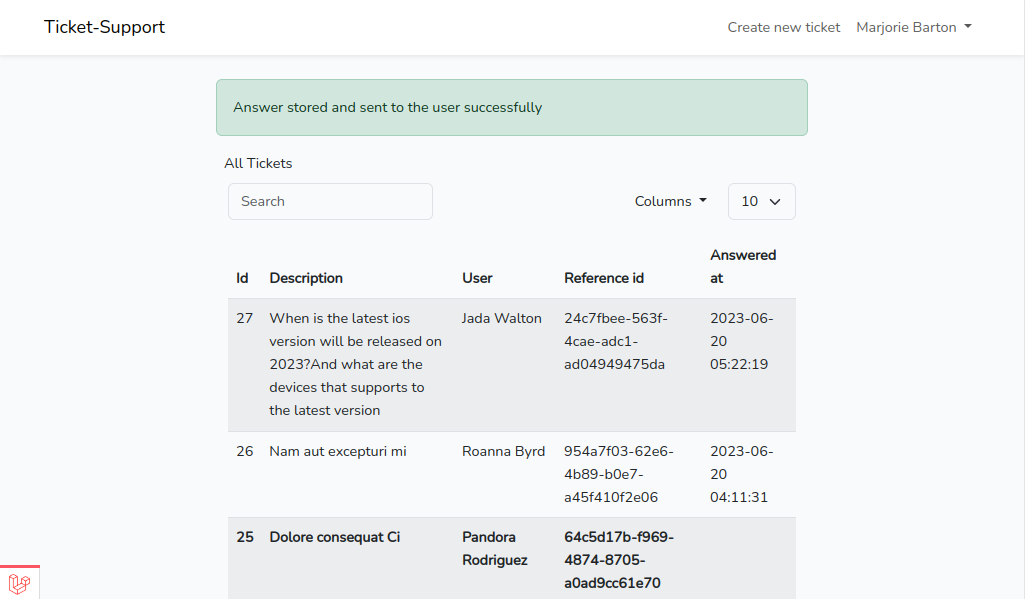 Ticket-Support
Create new ticket
Marjorie Barton
Answer stored and sent to the user successfully
All Tickets
Search
Columns
10
Id
Description
User
Reference id
Answered
at
27
When is the latest ios
version will be released on
2023?And what are the
devices that supports to
the latest version
Jada Walton
24c7fbee-563f-
4cae-adc1-
ad04949475da
2023-06-
20
05:22:19
26
Nam aut excepturi mi
Roanna Byrd
954a7f03-62e6-
4b89-b0e7-
a45f410f2e06
2023-06-
20
04:11:31
25
Dolore consequat Ci
Pandora
Rodriguez
64c5d17b-f969-
4874-8705-
a0ad9cc61e70